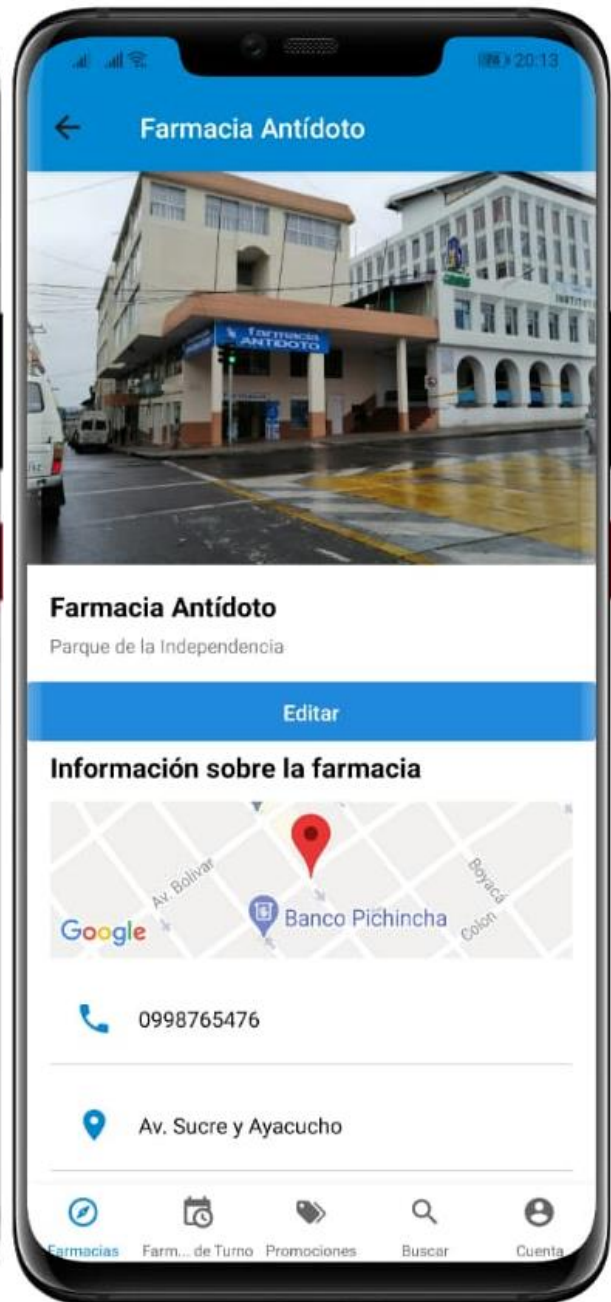 20:13
Farmacia Antídoto
farmacia
ANTIDOTO
Farmacia Antídoto
Parque de la Independencia
Editar
Información sobre la farmacia
Av. Bolivar
Boyacá
Banco Pichincha
Colon
Google
0998765476
Av. Sucre y Ayacucho
Farmacias
Farm... de Turno
Promociones
Buscar
Cuenta